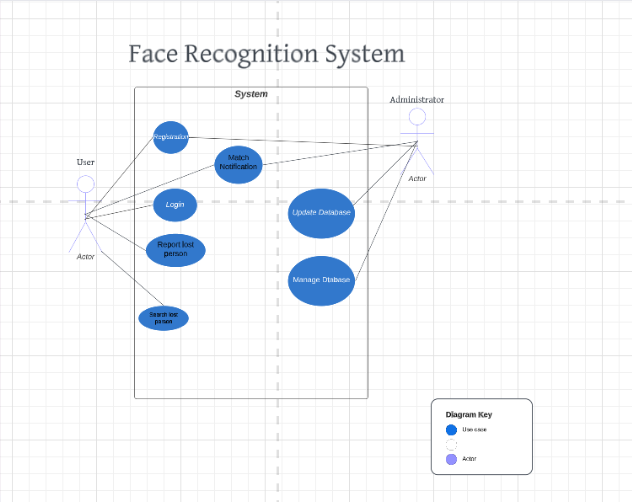 Face Recognition System
System
Administrator
Registration
Match
Notification
User
Actor
Login
Update Database
Report lost
person
Actor
Manage Dtabase
Search lost
person
Diagram Key
Use case
Actor